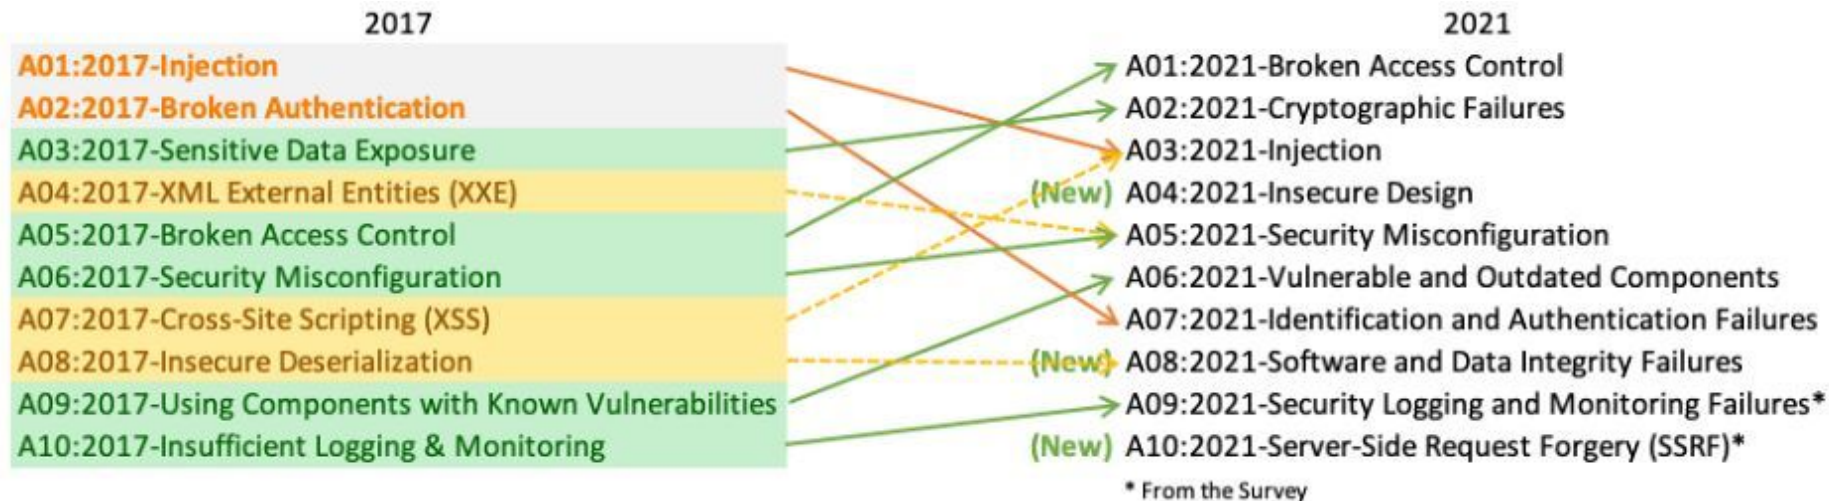 2017
A01:2017-Injection
A02:2017-Broken Authentication
A03:2017-Sensitive Data Exposure
A04:2017-XML External Entities (XXE)
A05:2017-Broken Access Control
A06:2017-Security Misconfiguration
A07:2017-Cross-Site Scripting (XSS)
A08:2017-Insecure Deserialization
A09:2017-Using Components with Known Vulnerabilities
A10:2017-Insufficient Logging & Monitoring
2021
A01:2021-Broken Access Control
A02:2021-Cryptographic Failures
A03:2021-Injection
(New) A04:2021-Insecure Design
A05:2021-Security Misconfiguration
A06:2021-Vulnerable and Outdated Components
A07:2021-Identification and Authentication Failures
(New) A08:2021-Software and Data Integrity Failures
A09:2021-Security Logging and Monitoring Failures*
(New) A10:2021-Server-Side Request Forgery (SSRF)*
* From the Survey